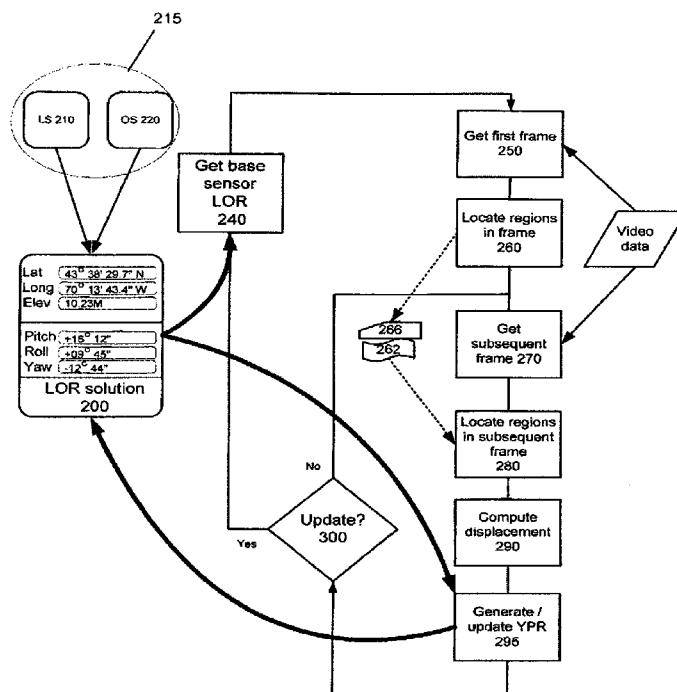 215
LS 210
OS 220
Get base
sensor
LOR
240
Get first frame
250
Locate regions
in frame
260
Video
data
Lat 43° 38' 29.7" N
Long 70° 13' 43.4" W
Elev 10.23M
Pitch +16° 12"
Roll +09° 45"
Yaw -12° 44"
LOR solution
200
266
262
Get
subsequent
frame 270
Locate regions
in subsequent
frame
280
No
Update?
300
Yes
Compute
displacement
290
Generate /
update YPR
295